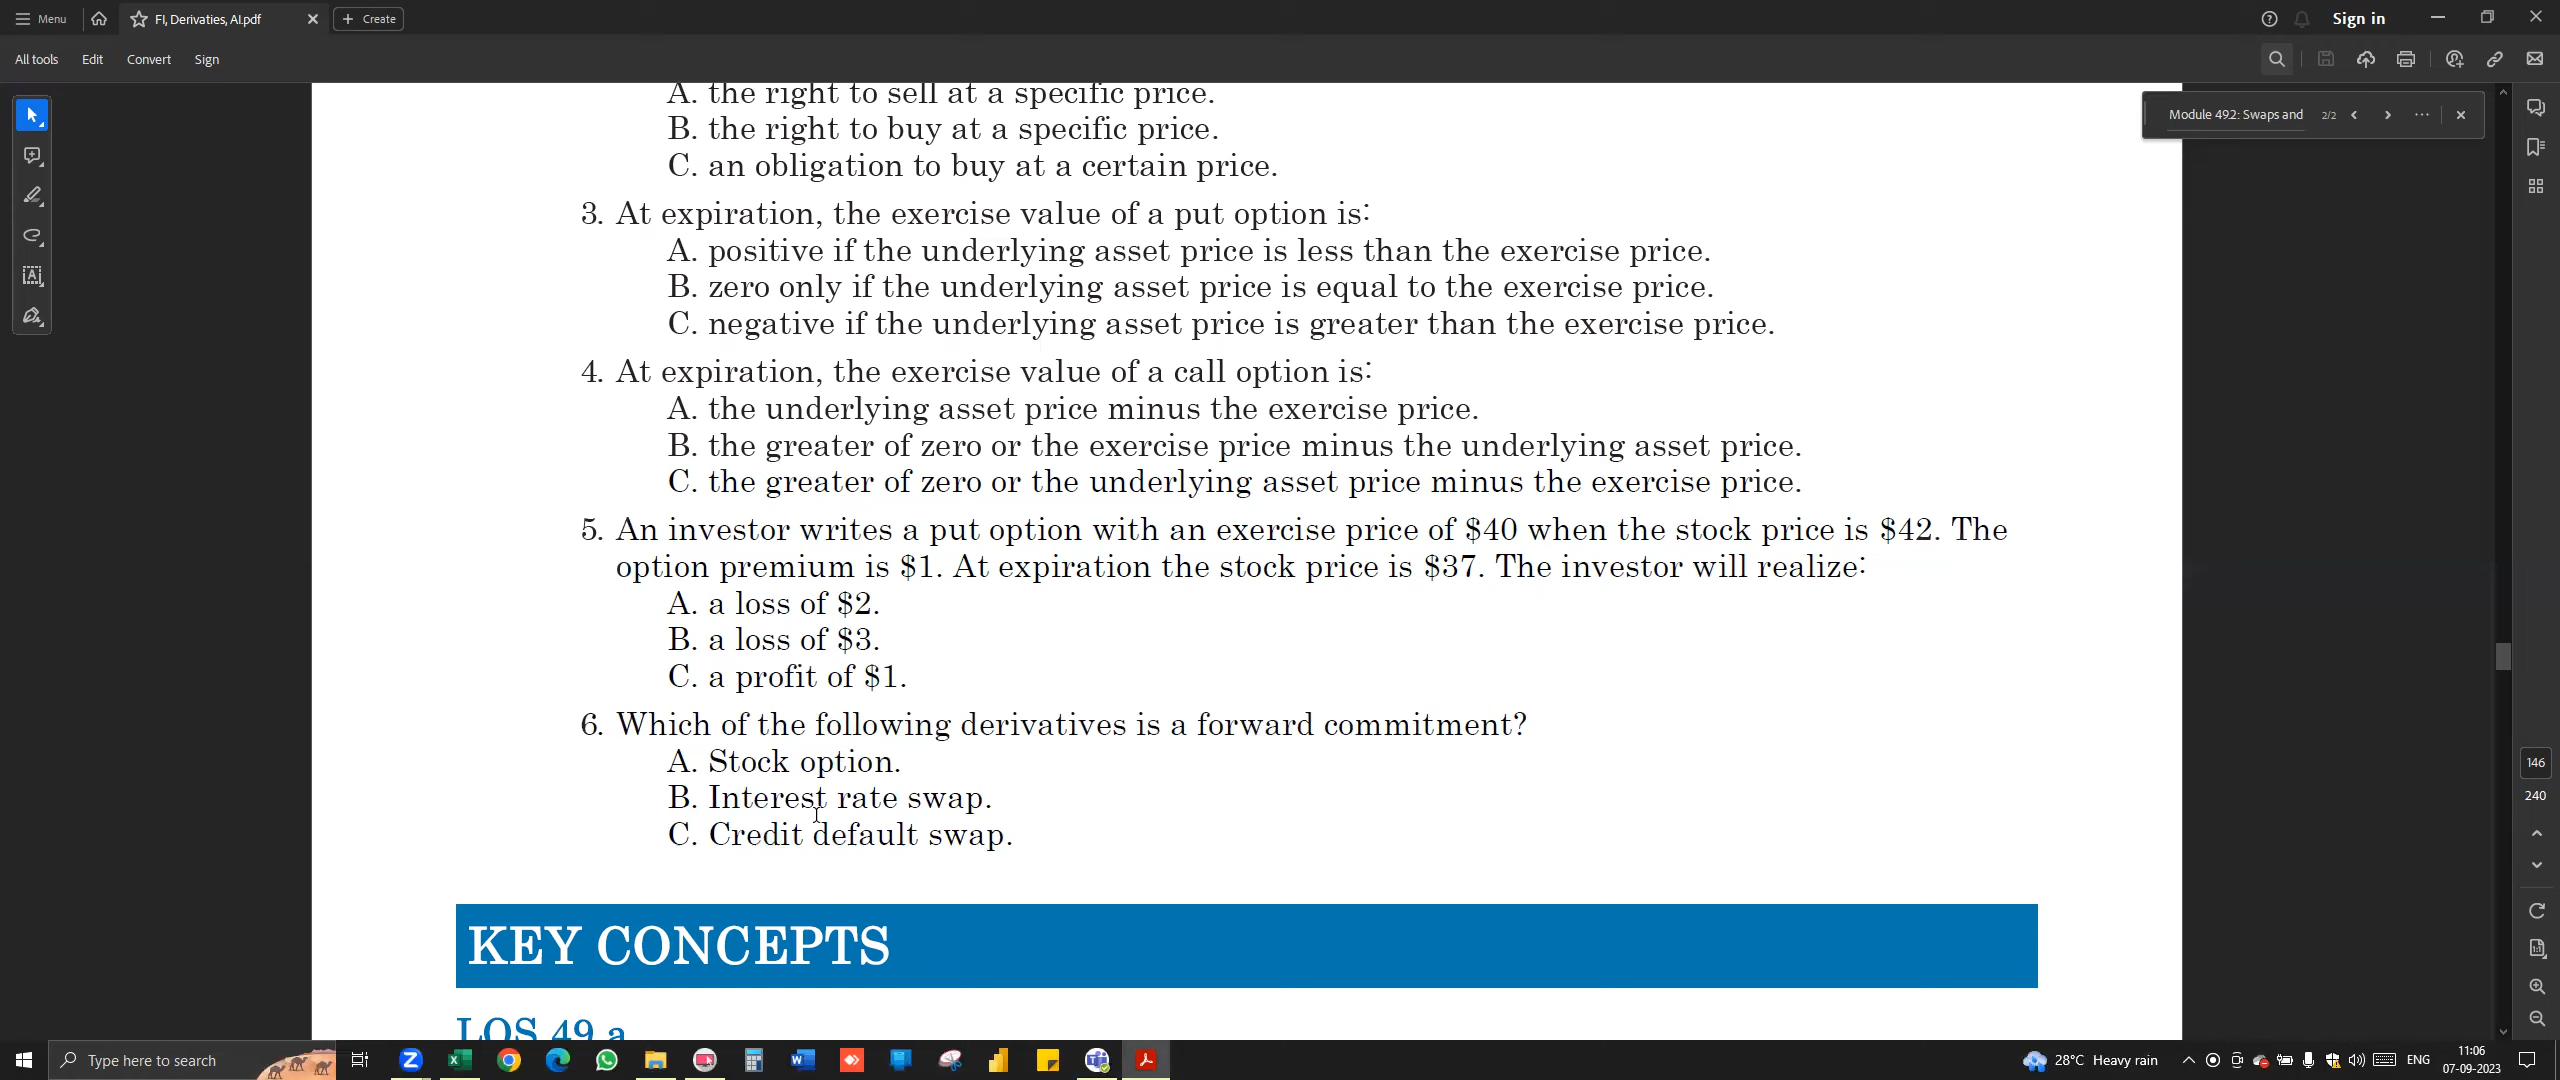 Menu
FI, Derivaties, AI.pdf
Create
Sign in
All tools
Edit
Convert
Sign
Module 49.2: Swaps and
2/2
A. the right to sell at a specific price.
B. the right to buy at a specific price.
C. an obligation to buy at a certain price.
3. At expiration, the exercise value of a put option is:
A. positive if the underlying asset price is less than the exercise price.
B. zero only if the underlying asset price is equal to the exercise price.
C. negative if the underlying asset price is greater than the exercise price.
4. At expiration, the exercise value of a call option is:
A. the underlying asset price minus the exercise price.
B. the greater of zero or the exercise price minus the underlying asset price.
C. the greater of zero or the underlying asset price minus the exercise price.
5. An investor writes a put option with an exercise price of $40 when the stock price is $42. The
option premium is $1. At expiration the stock price is $37. The investor will realize:
A. a loss of $2.
B. a loss of $3.
C. a profit of $1.
6. Which of the following derivatives is a forward commitment?
A. Stock option.
B. Interest rate swap.
C. Credit default swap.
146
240
KEY CONCEPTS
LOS 49.a
Type here to search
28°C Heavy rain
ENG
11:06
07-09-2023